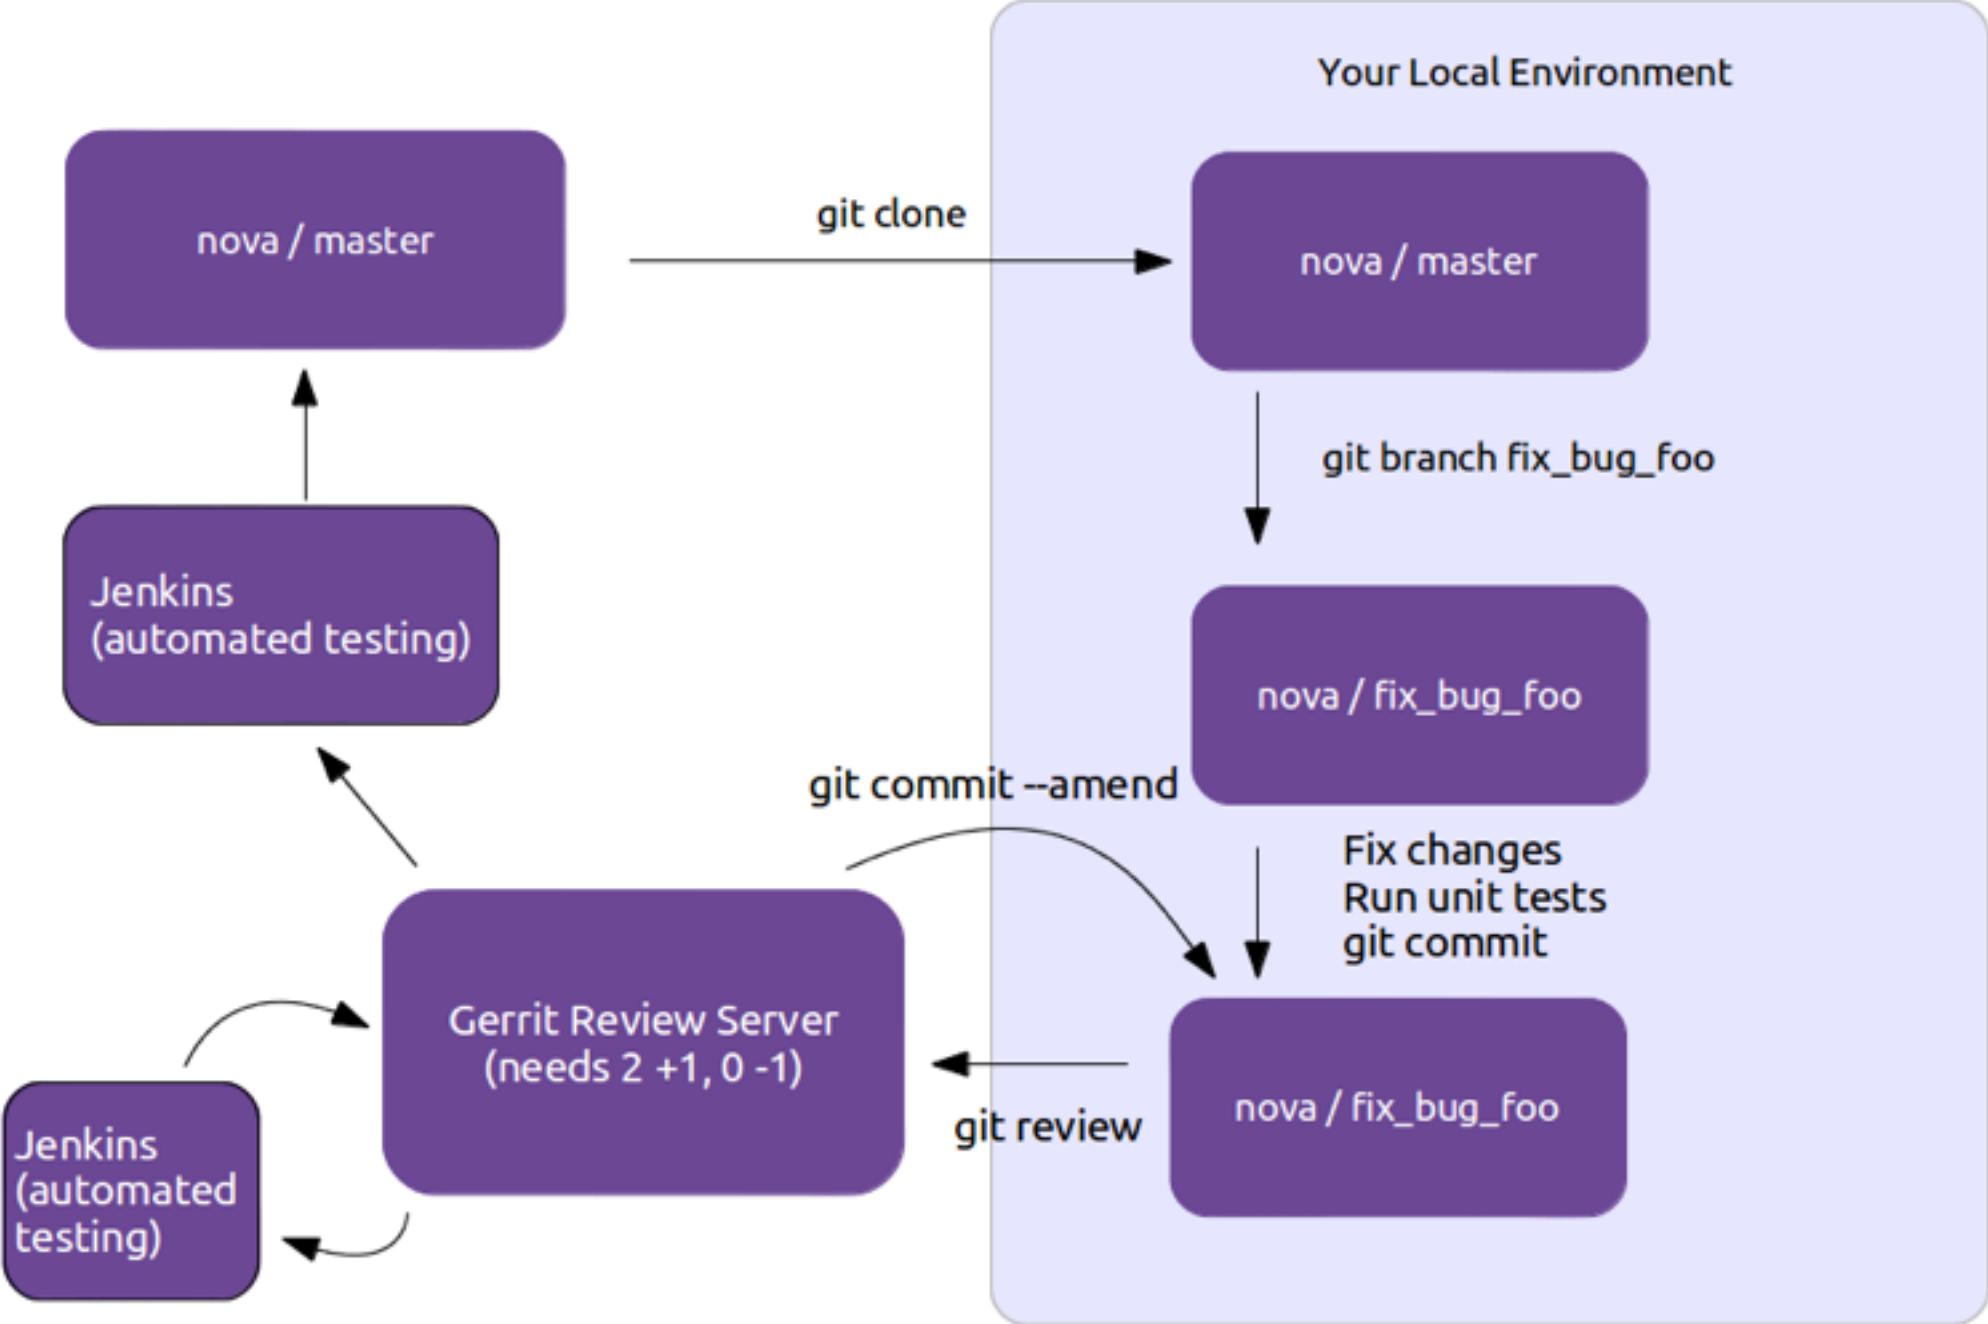 Your Local Environment
nova / master
git clone
nova / master
git branch fix_bug_foo
Jenkins
(automated testing)
nova / fix_bug_foo
git commit --amend
Fix changes
Run unit tests
git commit
Gerrit Review Server
(needs 2 +1, 0 -1)
git review
nova / fix_bug_foo
Jenkins
(automated
testing)